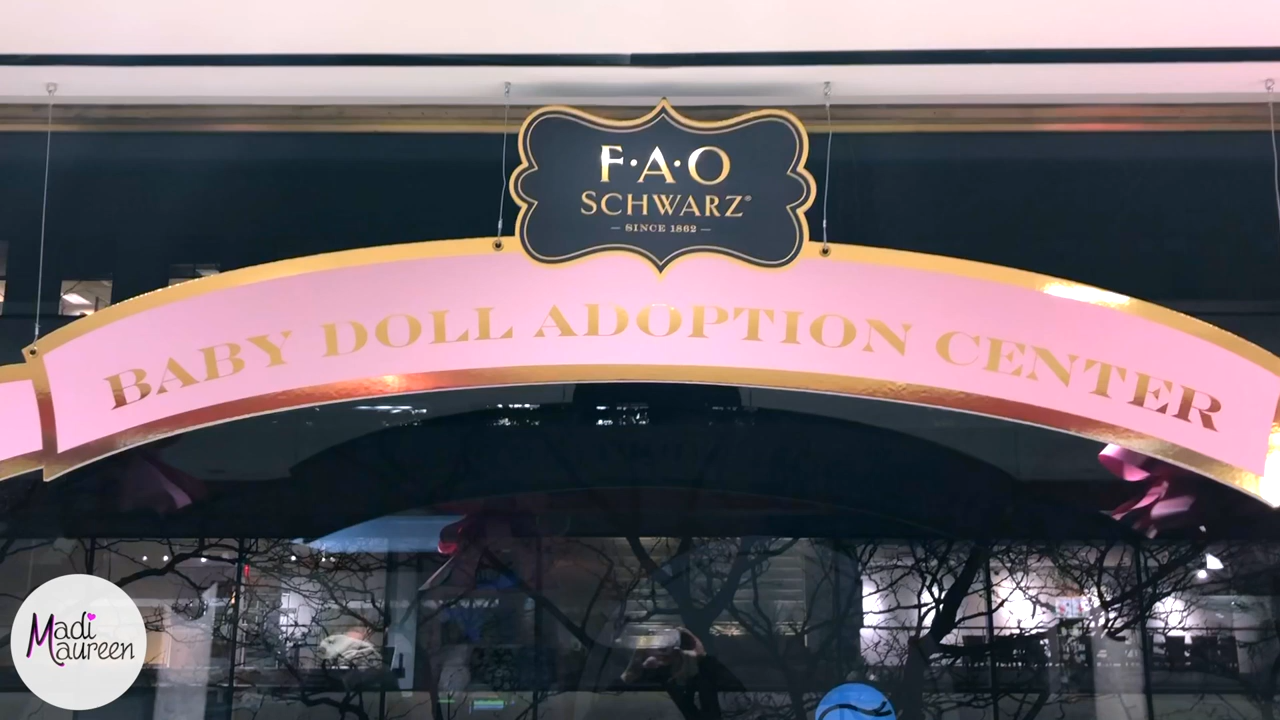 F·A·O
SCHWARZ®
— SINCE 1862 —
BABY DOLL ADOPTION CENTER
Madi
Maureen